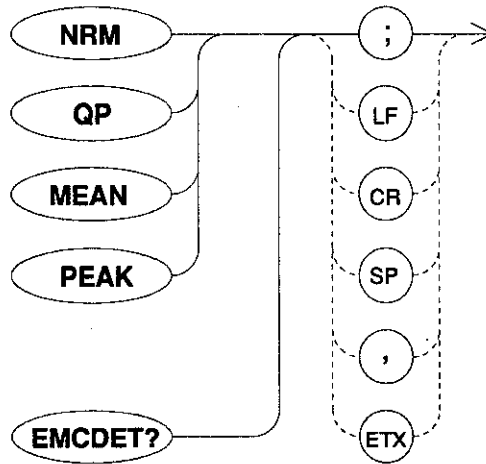 NRM ;
QP LF
MEAN CR
PEAK SP
,
EMCDET? ETX